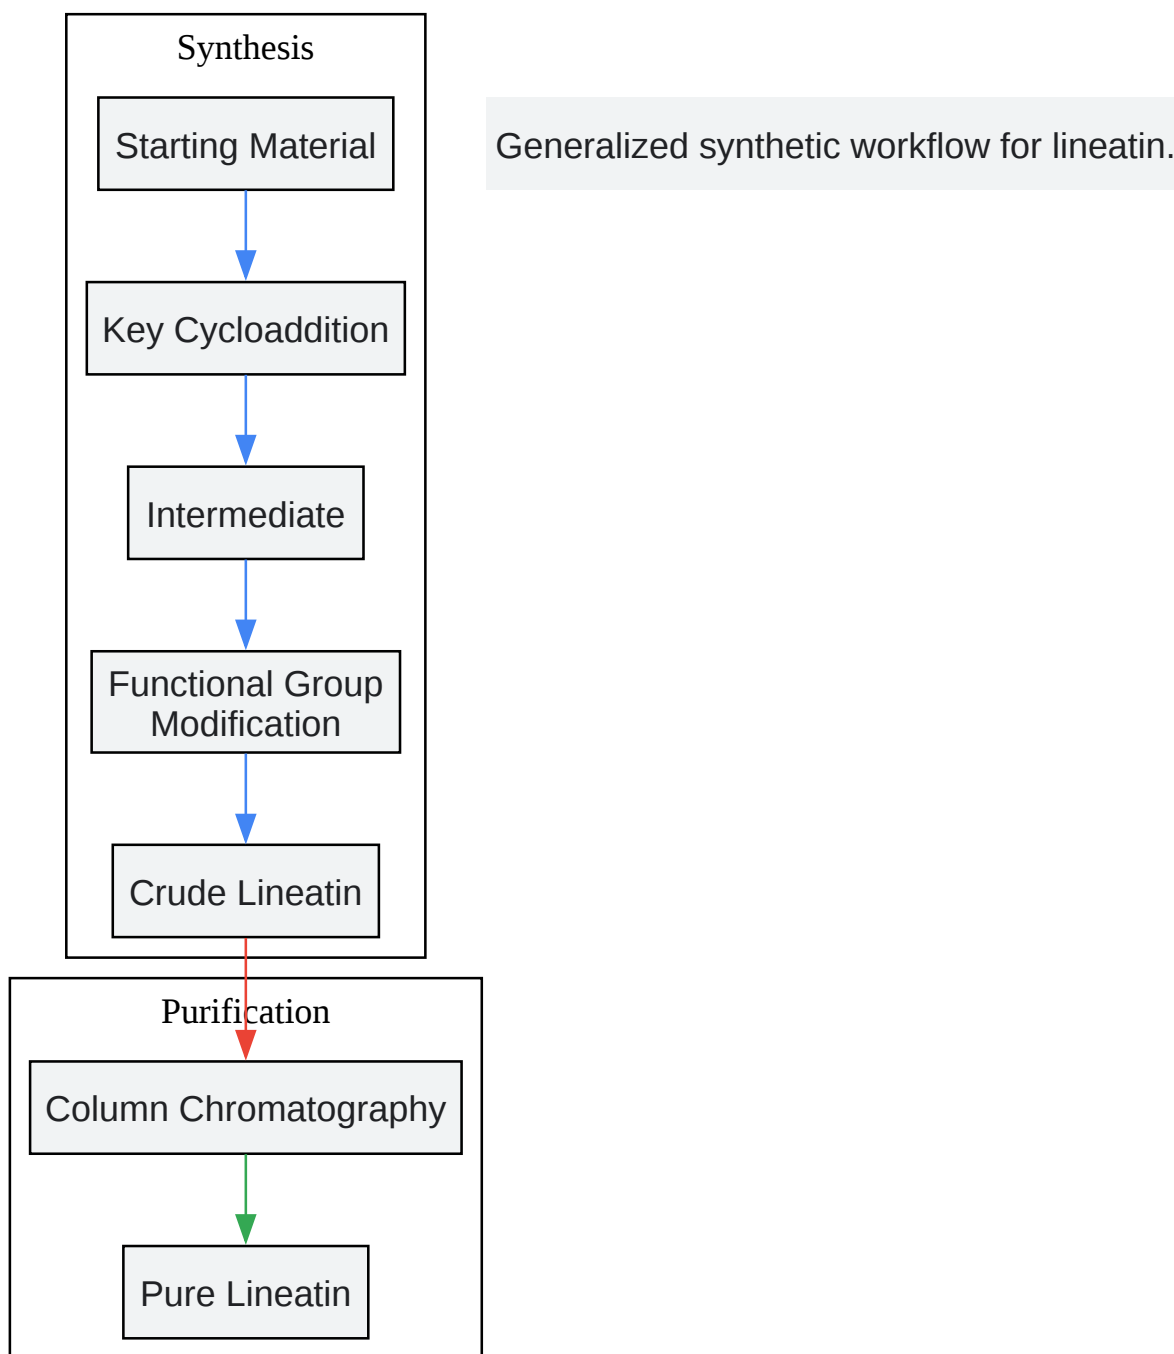 Synthesis
Starting Material
Generalized synthetic workflow for lineatin.
Key Cycloaddition
Intermediate
Functional Group
Modification
Crude Lineatin
Purification
Column Chromatography
Pure Lineatin